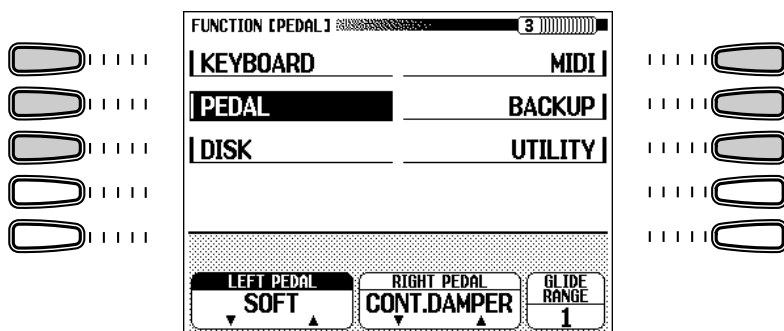 FUNCTION [PEDAL] 3
KEYBOARD MIDI
PEDAL BACKUP
DISK UTILITY
LEFT PEDAL RIGHT PEDAL GLIDE
RANGE
SOFT CONT.DAMPER 1